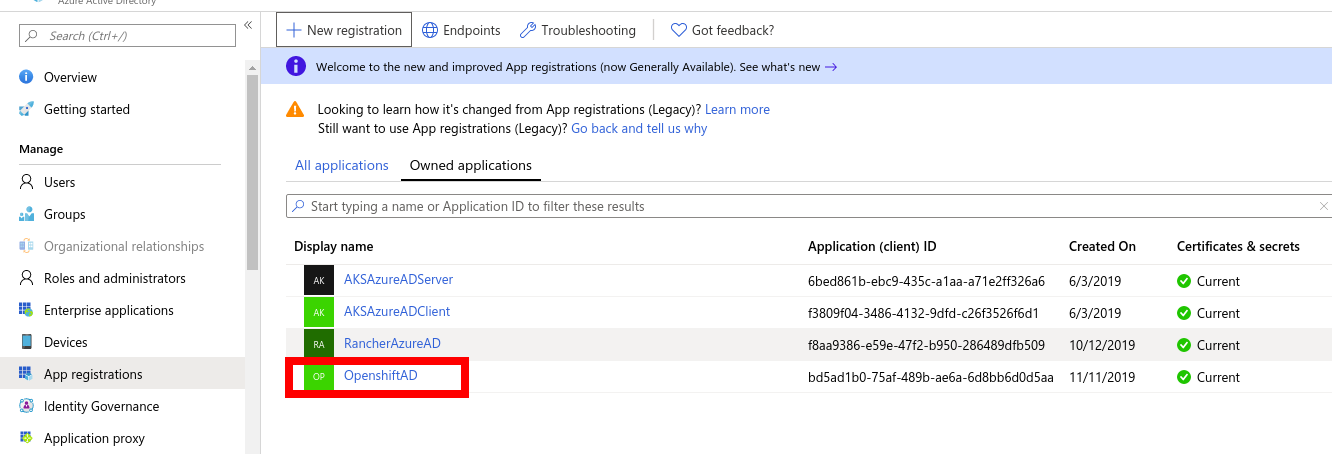 Azure Active Directory
Search (Ctrl+/)
«
Overview
Getting started
Manage
Users
Groups
Organizational relationships
Roles and administrators
Enterprise applications
Devices
App registrations
Identity Governance
Application proxy
New registration
Endpoints
Troubleshooting
Got feedback?
Welcome to the new and improved App registrations (now Generally Available). See what's new →
Looking to learn how it's changed from App registrations (Legacy)? Learn more
Still want to use App registrations (Legacy)? Go back and tell us why
All applications Owned applications
Start typing a name or Application ID to filter these results
Display name Application (client) ID Created On Certificates & secrets
AK AKSAzureADServer 6bed861b-ebc9-435c-a1aa-a71e2ff326a6 6/3/2019 Current
AK AKSAzureADClient f3809f04-3486-4132-9dfd-c26f3526f6d1 6/3/2019 Current
RA RancherAzureAD f8aa9386-e59e-47f2-b950-286489dfb509 10/12/2019 Current
OP OpenshiftAD bd5ad1b0-75af-489b-ae6a-6d8bb6d0d5aa 11/11/2019 Current